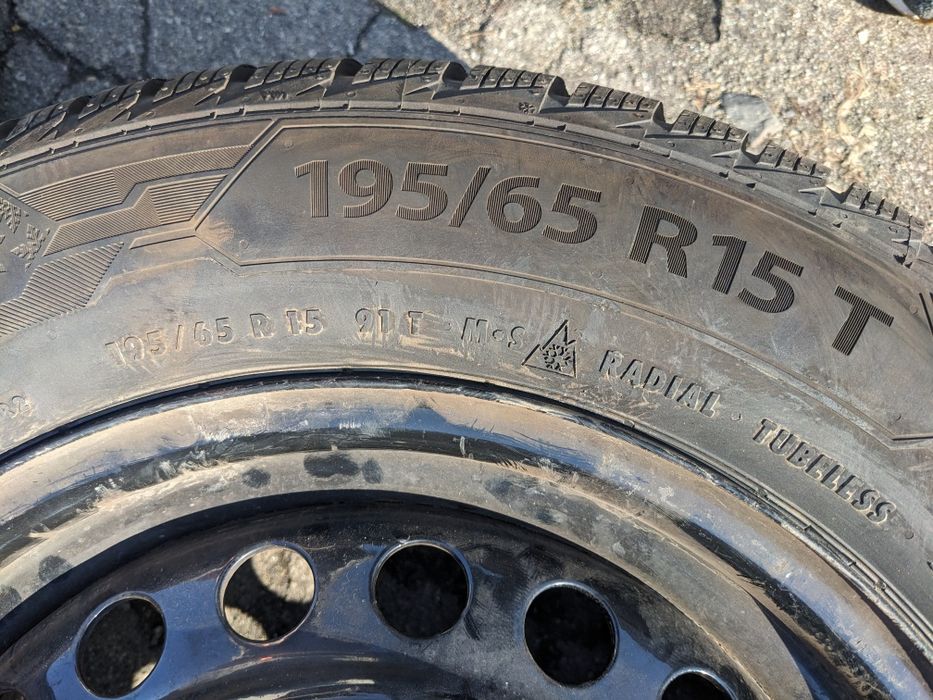 195/65 R15 T
195/65 R 15 91 T M•S RADIAL • TUBELESS